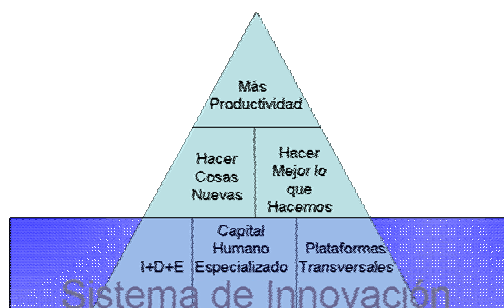 Más
Productividad
Hacer
Cosas
Nuevas
Hacer
Mejor lo
que
Hacemos
I+D+E
Capital
Humano
Especializado
Plataformas
Transversales
Sistema de Innovación